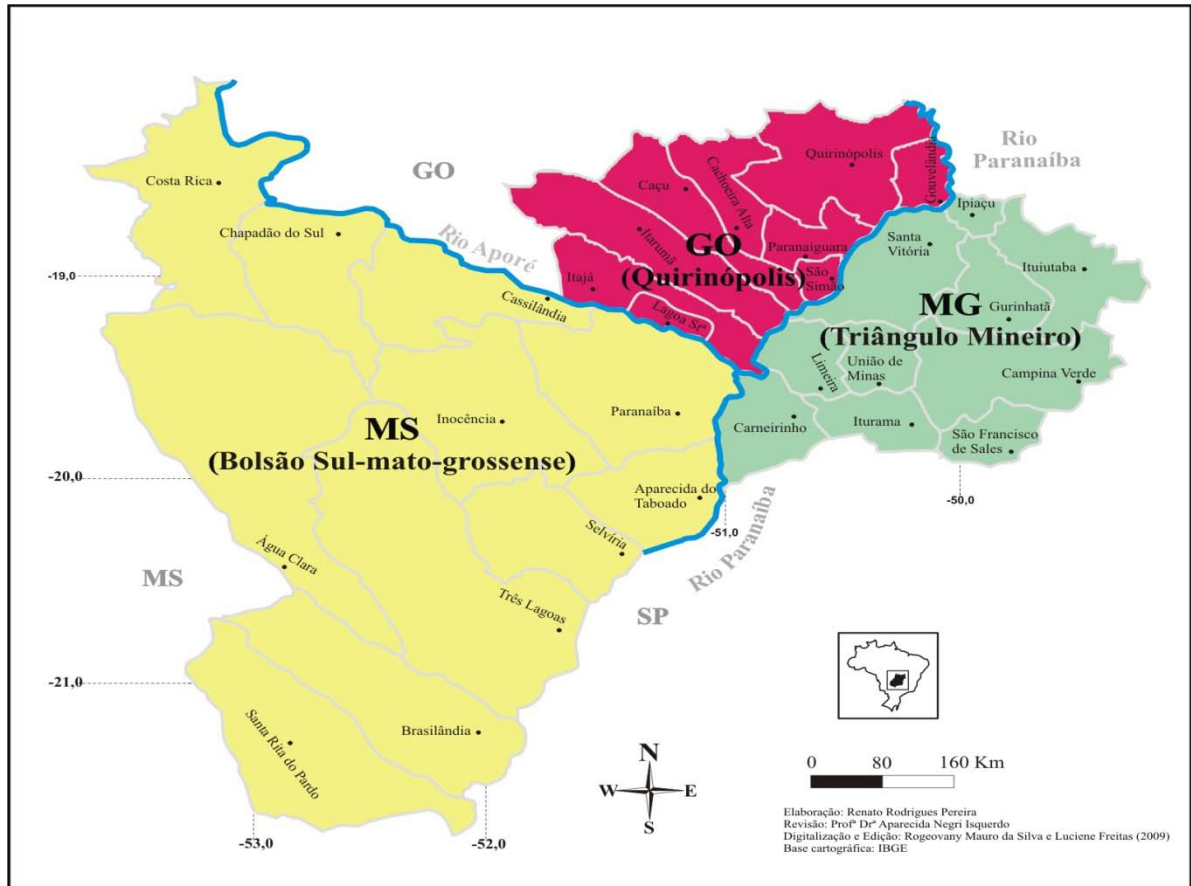 Rio
Paranaíba
GO
Quirinópolis
Gouvelândia
Costa Rica
Caçu
Cachoeira Alta
Ipiaçu
Chapadão do Sul
Rio Aporé
Itarumã
GO
(Quirinópolis)
Paranaiguara
São
Simão
Santa
Vitória
Ituiutaba
-19,0
Itajá
Cassilândia
Lagoa Srª
MG
(Triângulo Mineiro)
Gurinhatã
Limeira
União de
Minas
Campina Verde
Inocência
Paranaíba
MS
(Bolsão Sul-mato-grossense)
Carneirinho
Iturama
São Francisco
de Sales
-20,0
Aparecida do
Taboado
-51,0
-50,0
Selvíria
Rio Paranaíba
Água Clara
MS
Três Lagoas
SP
-21,0
Santa Rita do Pardo
Brasilândia
N
W
E
S
0 80 160 Km
-53,0
-52,0
Elaboração: Renato Rodrigues Pereira
Revisão: Profª Drª Aparecida Negri Isquerdo
Digitalização e Edição: Rogeovany Mauro da Silva e Luciene Freitas (2009)
Base cartográfica: IBGE